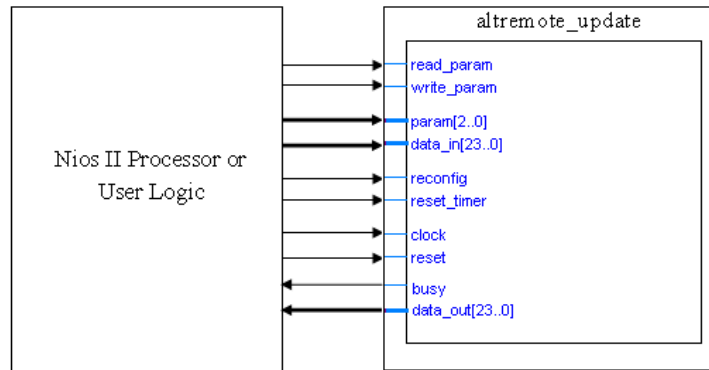 altremote_update
read_param
write_param
param[2..0]
data_in[23..0]
Nios II Processor or
User Logic
reconfig
reset_timer
clock
reset
busy
data_out[23..0]